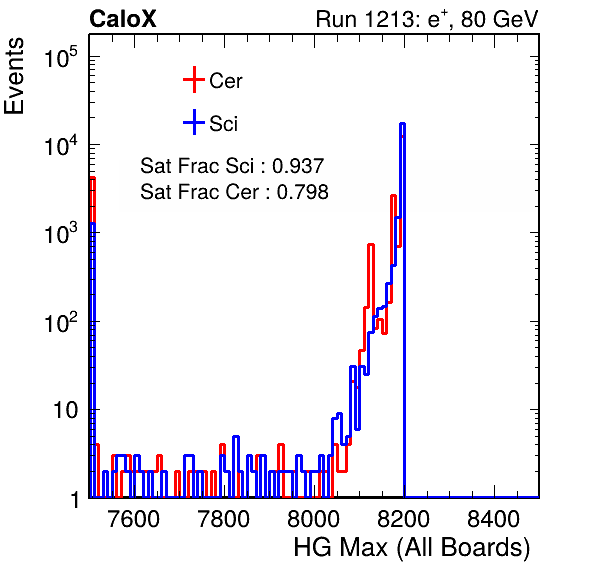 CaloX Run 1213: e⁺, 80 GeV
Events
Cer
Sci
Sat Frac Sci : 0.937
Sat Frac Cer : 0.798
10⁵
10⁴
10³
10²
10
1
7600 7800 8000 8200 8400
HG Max (All Boards)